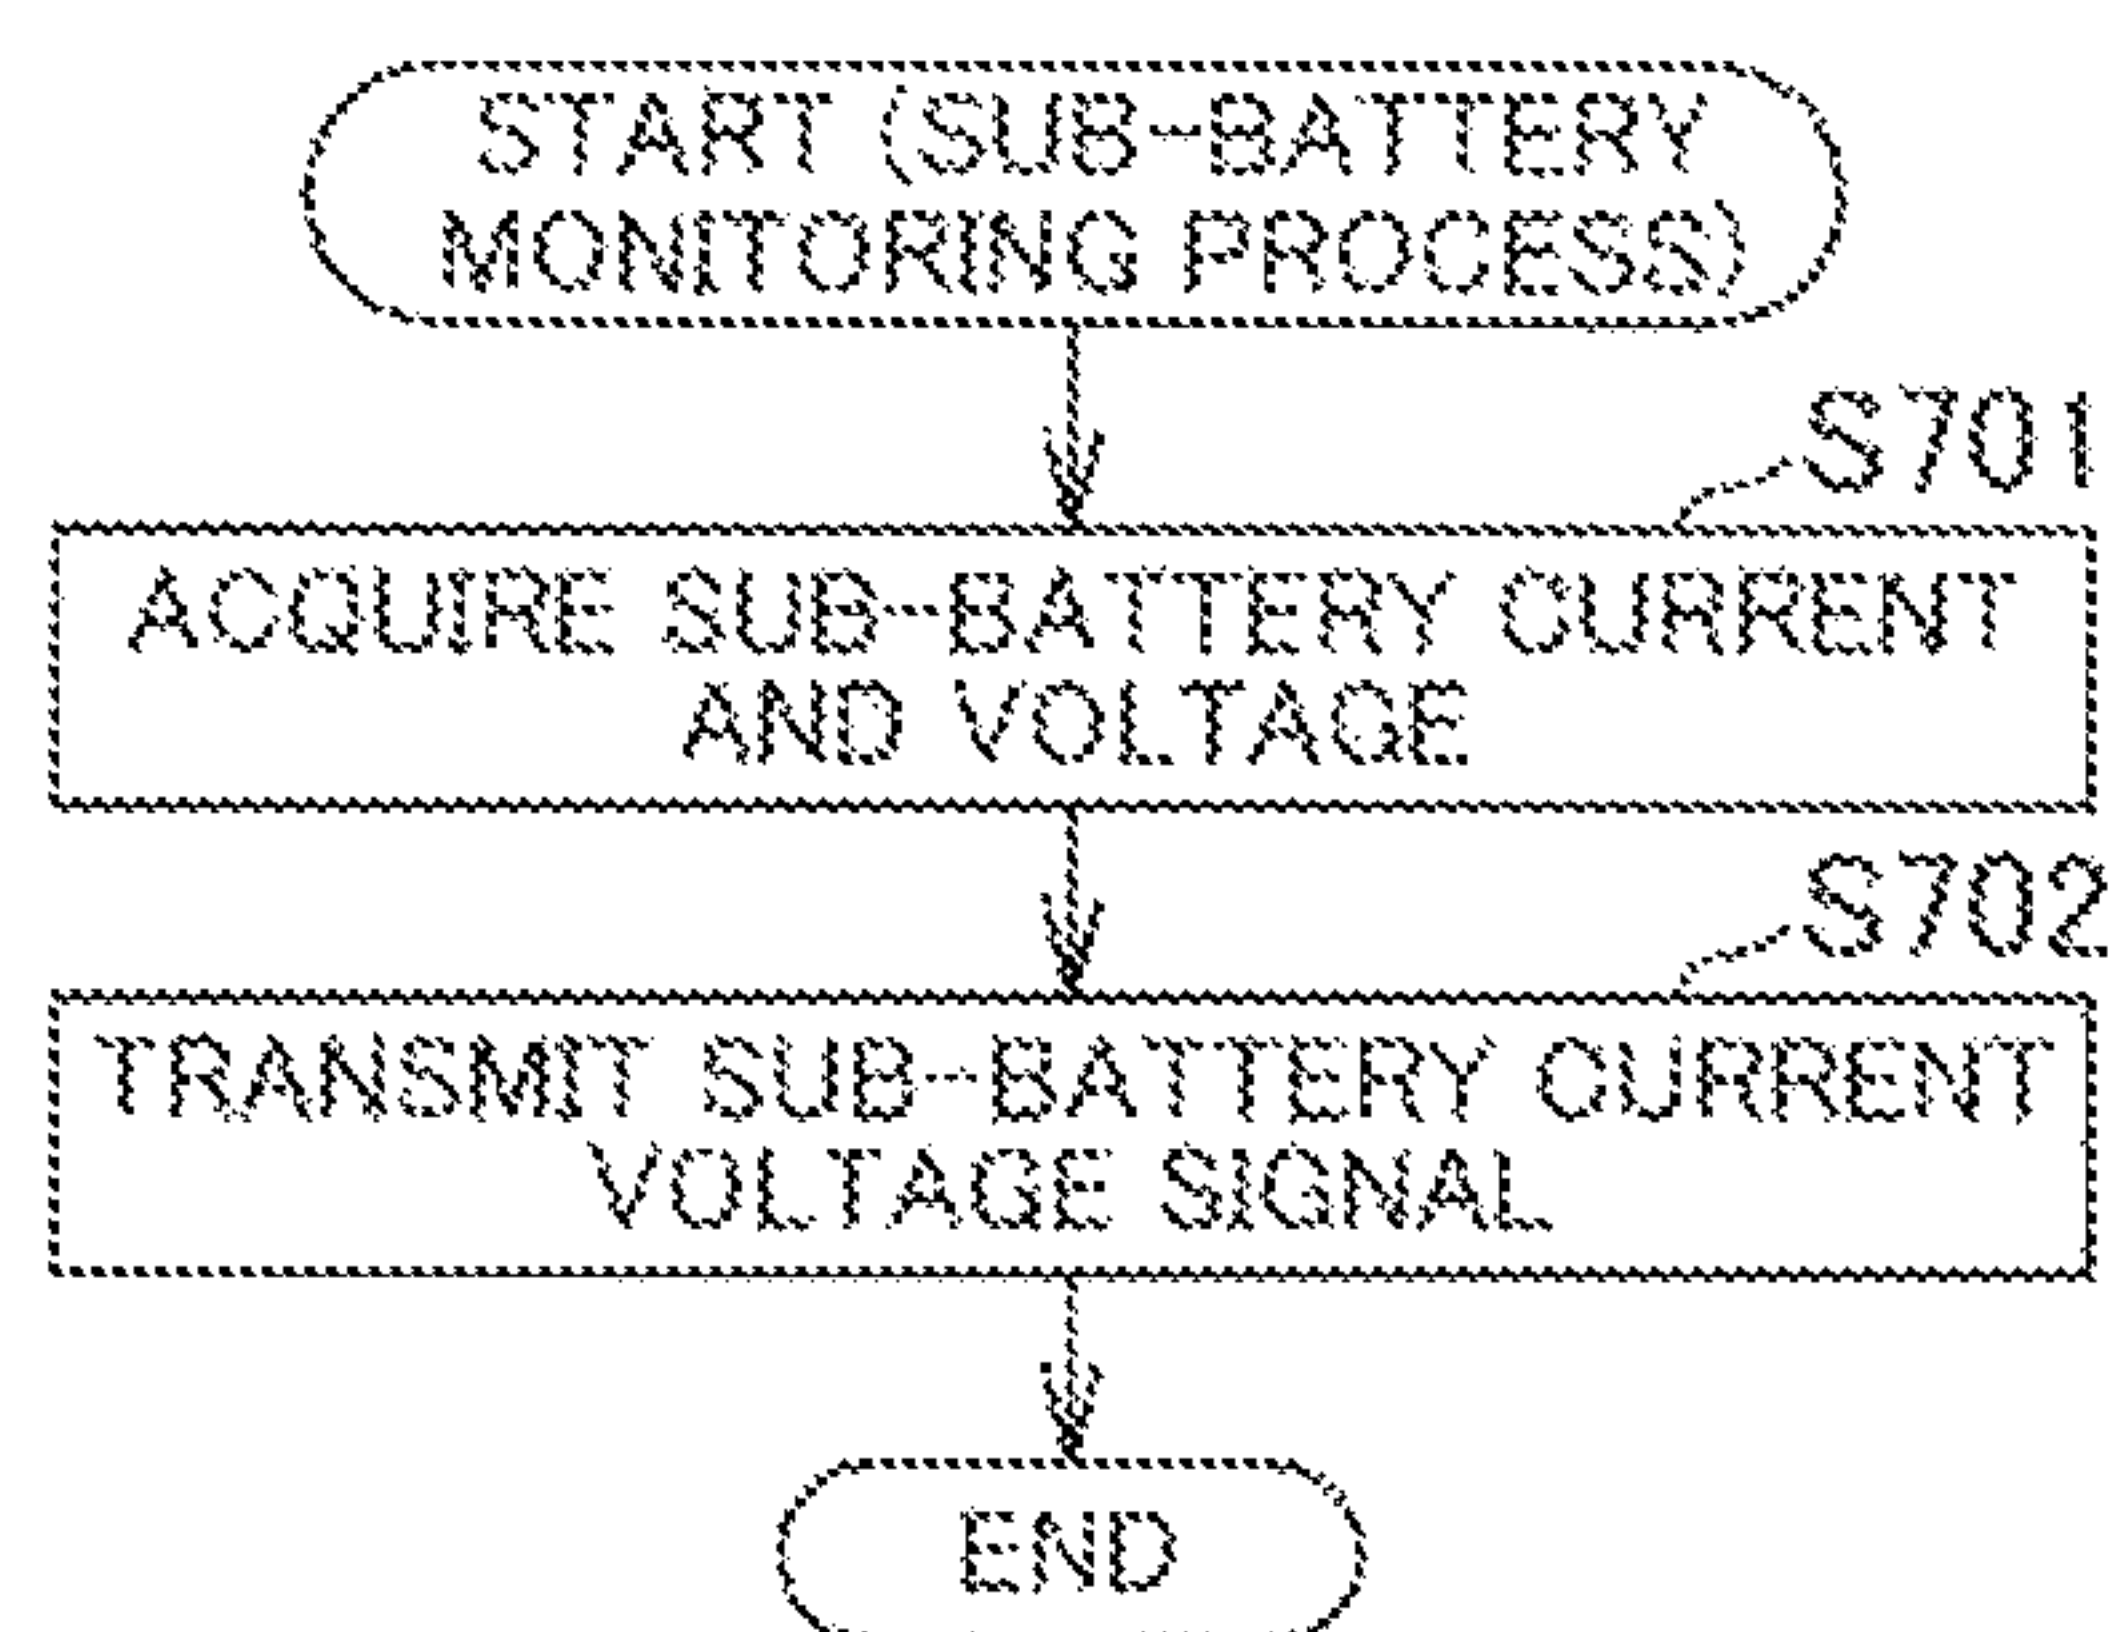 START (SUB-BATTERY
MONITORING PROCESS)
S701
ACQUIRE SUB-BATTERY CURRENT
AND VOLTAGE
S702
TRANSMIT SUB-BATTERY CURRENT
VOLTAGE SIGNAL
END